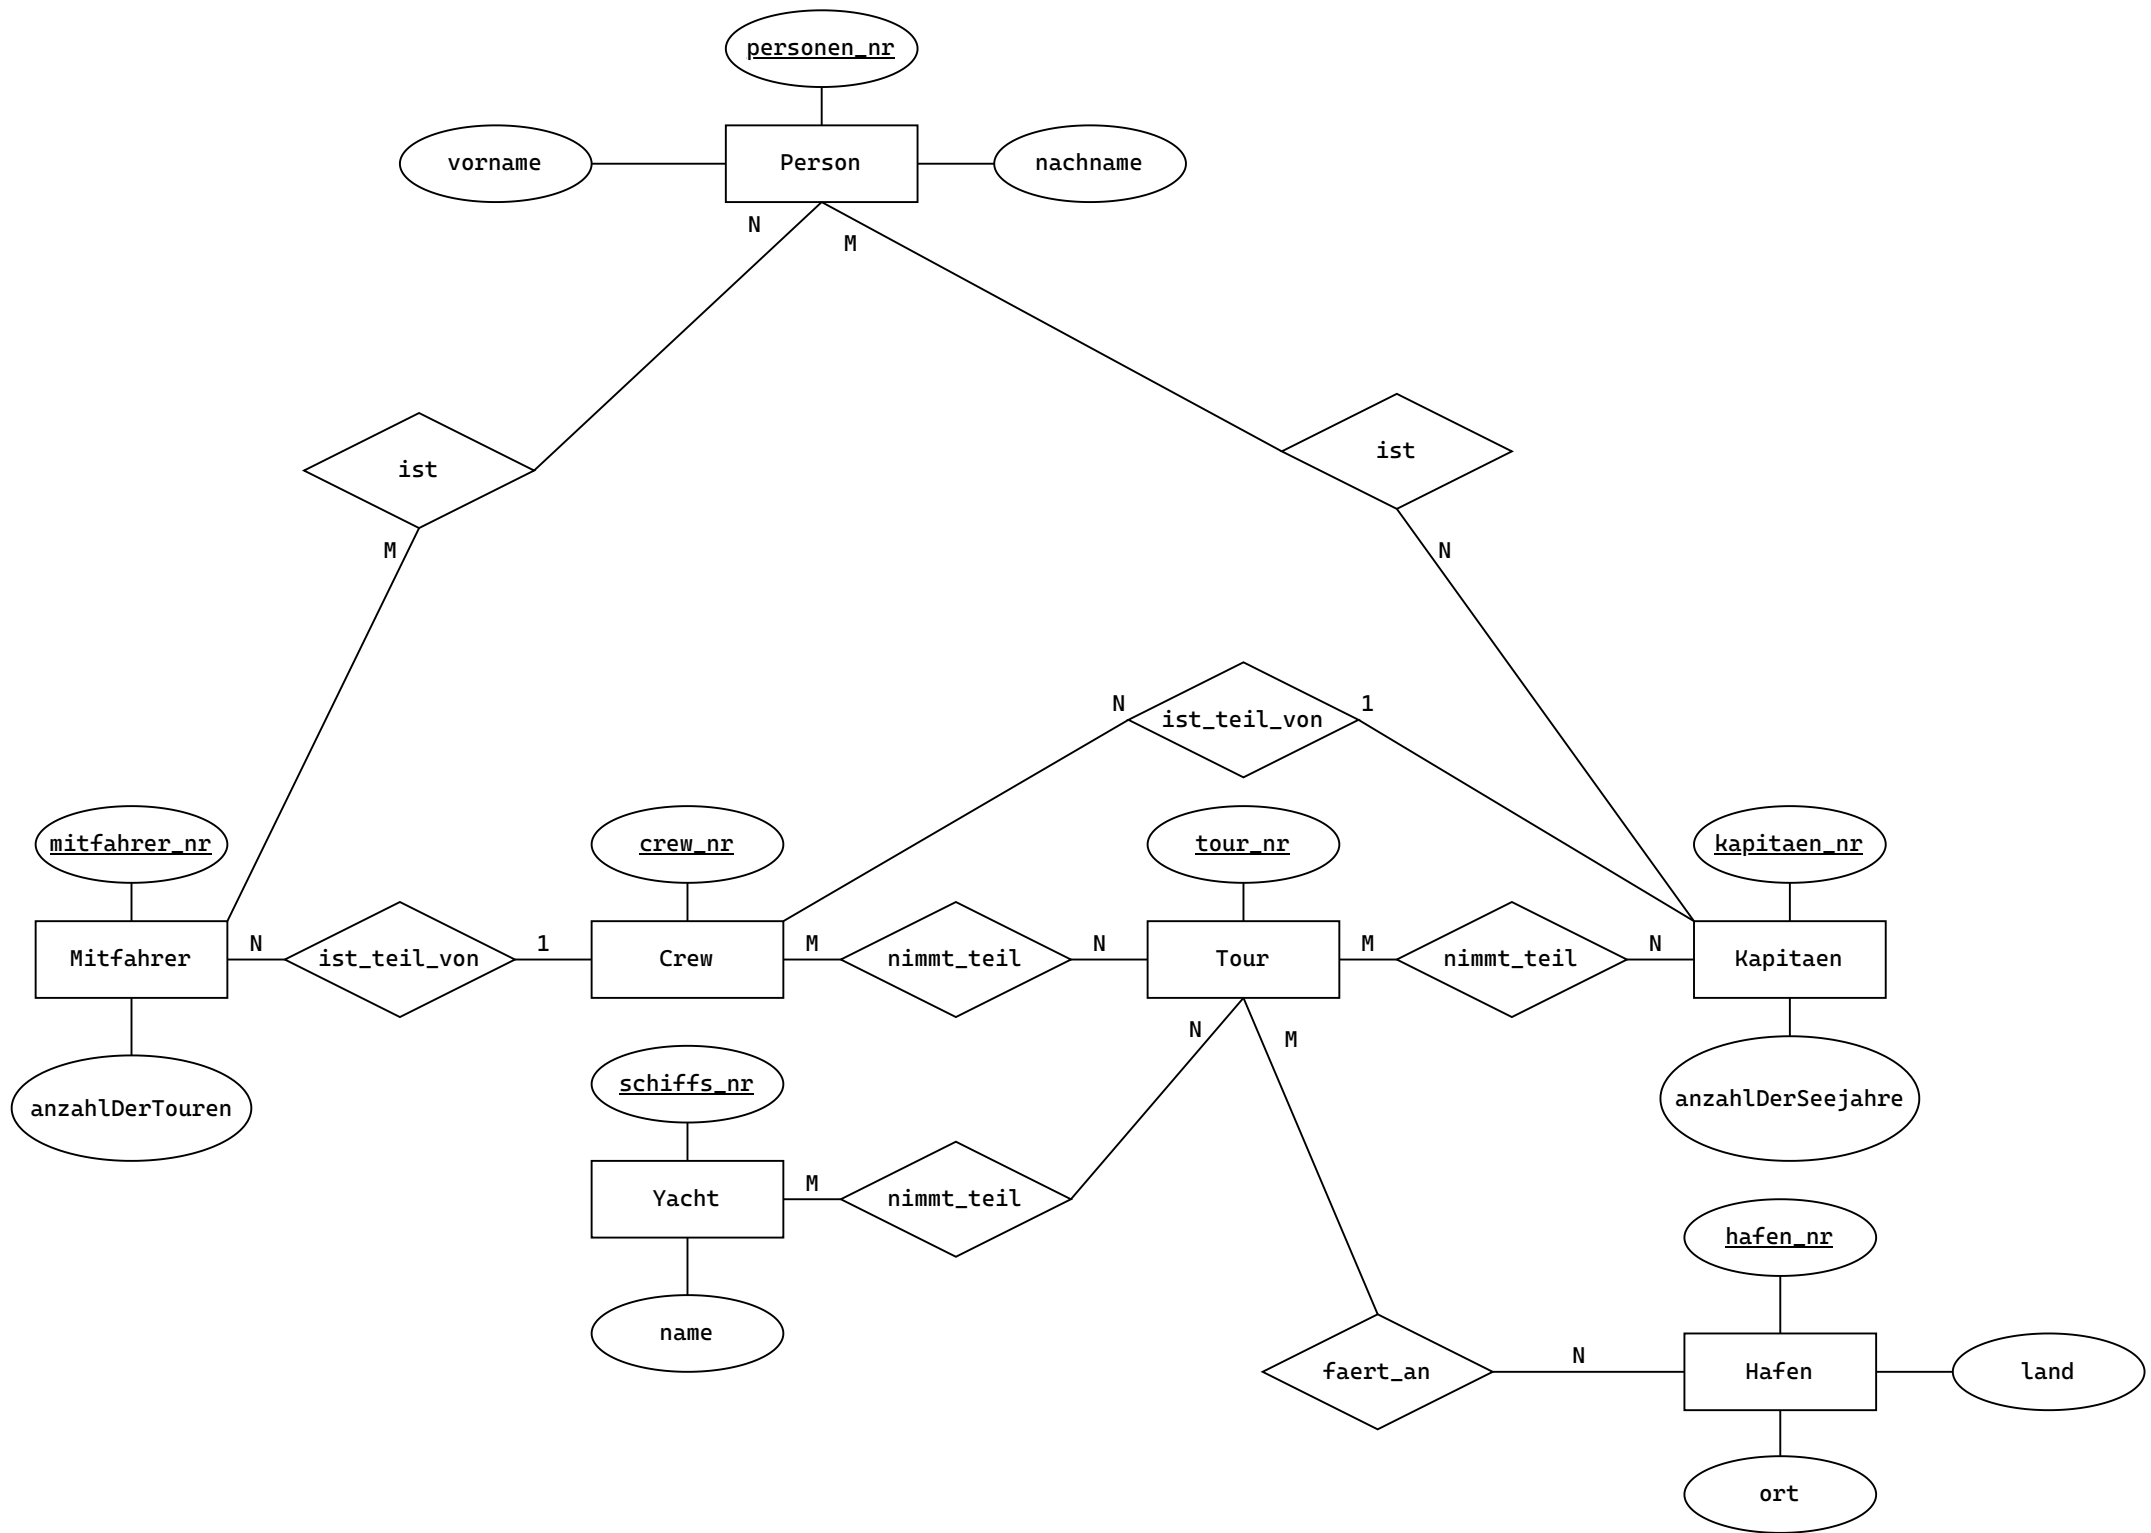 personen_nr
vorname
Person
nachname
N
M
ist
ist
M
N
N
ist_teil_von
1
mitfahrer_nr
crew_nr
tour_nr
kapitaen_nr
Mitfahrer
N
ist_teil_von
1
Crew
M
nimmt_teil
N
Tour
M
nimmt_teil
N
Kapitaen
N
M
schiffs_nr
anzahlDerTouren
anzahlDerSeejahre
Yacht
M
nimmt_teil
hafen_nr
name
faert_an
N
Hafen
land
ort